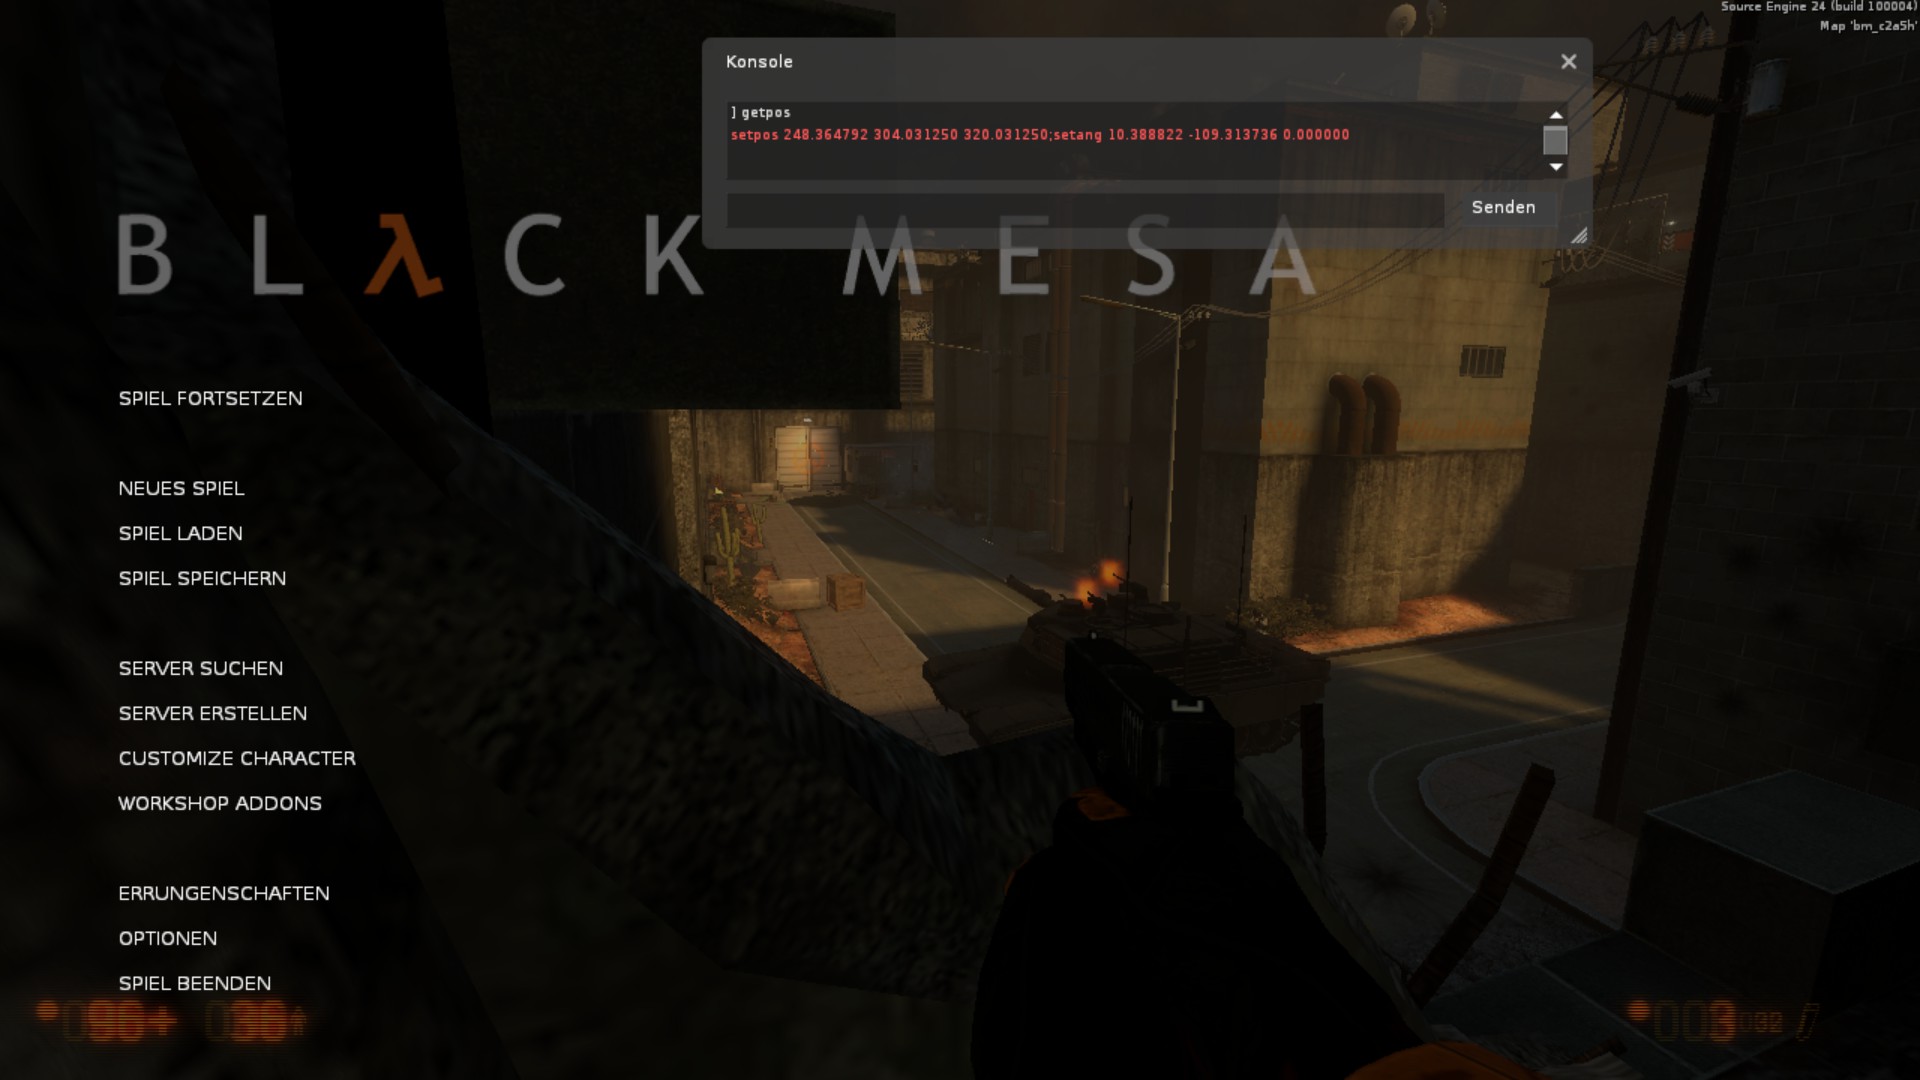 Source Engine 24 (build 100004)
Map 'bm_c2a5h'
Konsole
] getpos
setpos 248.364792 304.031250 320.031250;setang 10.388822 -109.313736 0.000000
Senden
BLλCK MESA
SPIEL FORTSETZEN
NEUES SPIEL
SPIEL LADEN
SPIEL SPEICHERN
SERVER SUCHEN
SERVER ERSTELLEN
CUSTOMIZE CHARACTER
WORKSHOP ADDONS
ERRUNGENSCHAFTEN
OPTIONEN
SPIEL BEENDEN